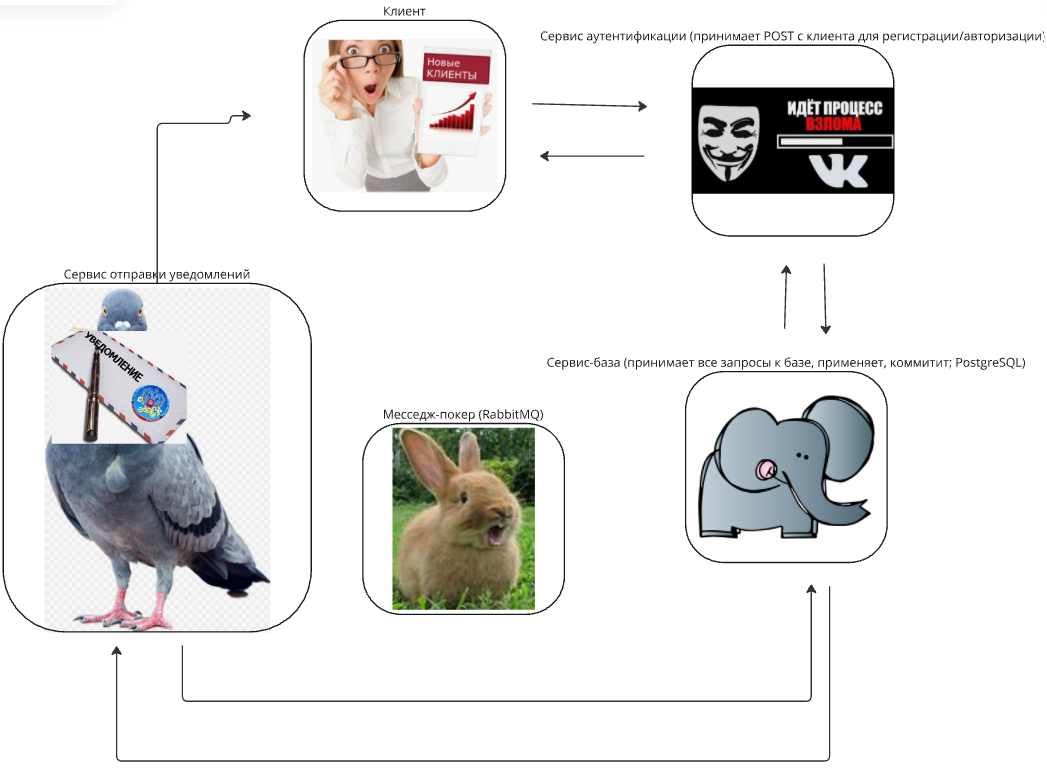 Клиент
Новые
КЛИЕНТЫ
Сервис аутентификации (принимает POST с клиента для регистрации/авторизации)
ИДЁТ ПРОЦЕСС
ВЗЛОМА
Сервис отправки уведомлений
УВЕДОМЛЕНИЕ
Сервис-база (принимает все запросы к базе, применяет, коммитит; PostgreSQL)
Месседж-покер (RabbitMQ)